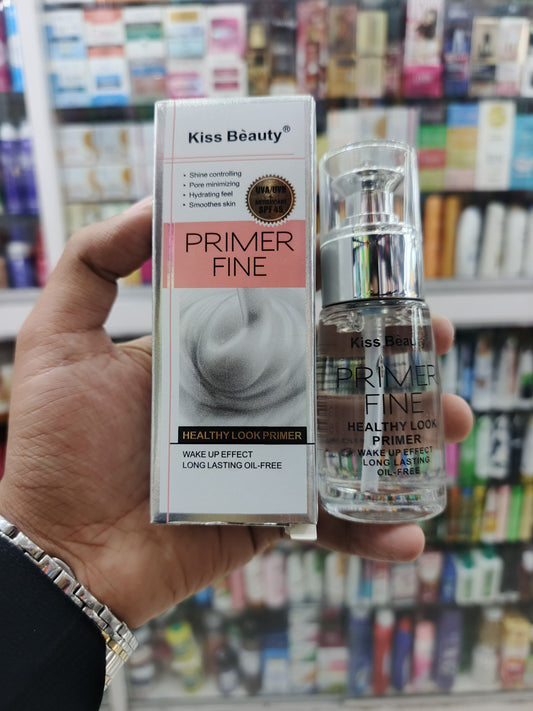 Kiss Beauty®
• Shine controlling
• Pore minimizing
• Hydrating feel
• Smoothes skin
UVA/UVB
SPF 45
PRIMER
FINE
HEALTHY LOOK PRIMER
WAKE UP EFFECT
LONG LASTING OIL-FREE
Kiss Beauty
PRIMER
FINE
HEALTHY LOOK
PRIMER
WAKE UP EFFECT
LONG LASTING
OIL-FREE